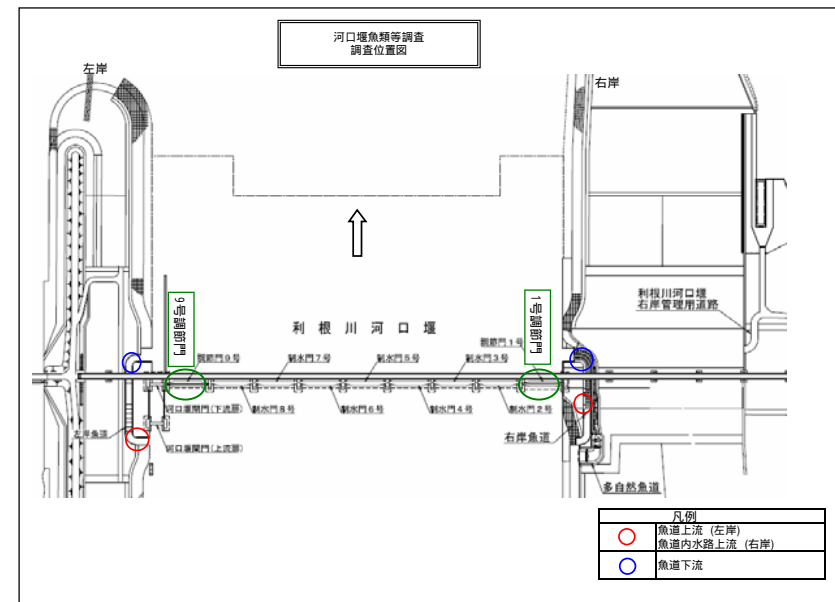 河口堰魚類等調査
調査位置図
左岸
右岸
利根川河口堰
右岸管理用道路
9号調節門
1号調節門
利根川河口堰
調節門1号
調節門9号
制水門7号
制水門5号
制水門3号
河口堰閘門(下流扉)
制水門8号
制水門6号
制水門4号
制水門2号
左岸魚道
河口堰閘門(上流扉)
右岸魚道
多自然魚道
凡例
魚道上流 (左岸)
魚道内水路上流 (右岸)
魚道下流